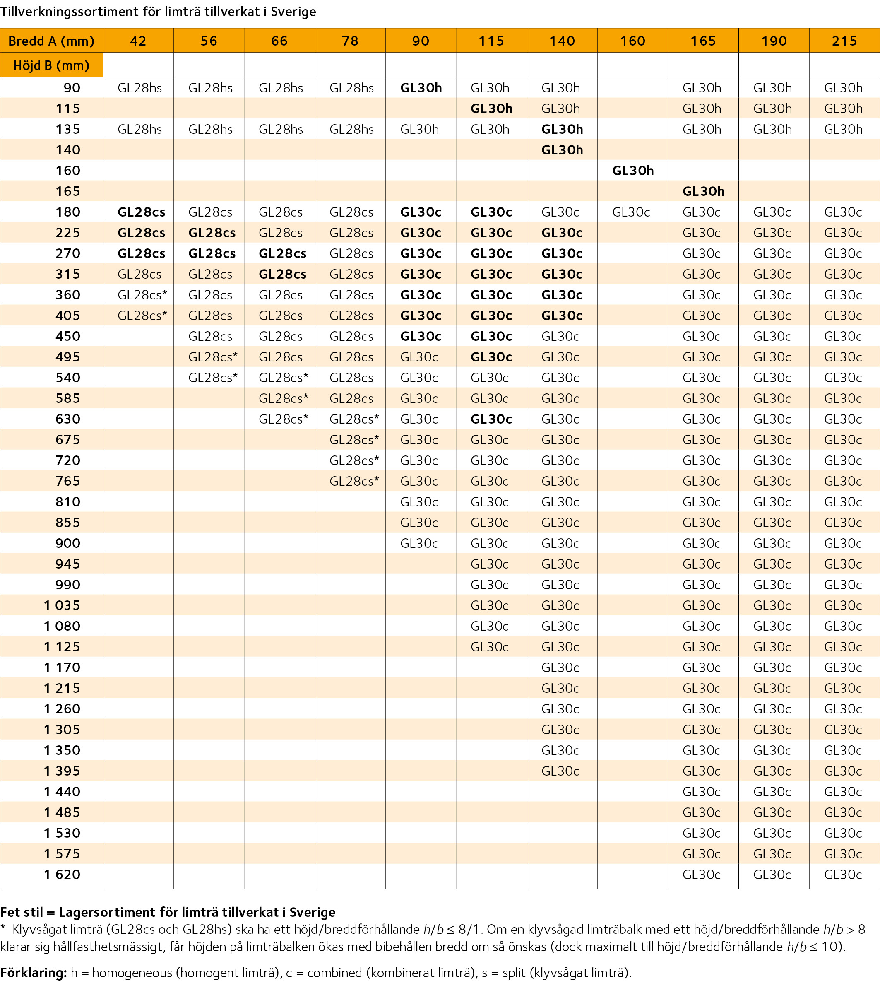 Tillverkningssortiment för limträ tillverkat i Sverige
Bredd A (mm) 42 56 66 78 90 115 140 160 165 190 215
Höjd B (mm)
90 GL28hs GL28hs GL28hs GL28hs GL30h GL30h GL30h GL30h GL30h GL30h
115 GL30h GL30h GL30h GL30h GL30h
135 GL28hs GL28hs GL28hs GL28hs GL30h GL30h GL30h GL30h GL30h GL30h
140 GL30h
160 GL30h
165 GL30h
180 GL28cs GL28cs GL28cs GL28cs GL30c GL30c GL30c GL30c GL30c GL30c GL30c
225 GL28cs GL28cs GL28cs GL28cs GL30c GL30c GL30c GL30c GL30c GL30c
270 GL28cs GL28cs GL28cs GL28cs GL30c GL30c GL30c GL30c GL30c GL30c
315 GL28cs GL28cs GL28cs GL28cs GL30c GL30c GL30c GL30c GL30c GL30c
360 GL28cs* GL28cs GL28cs GL28cs GL30c GL30c GL30c GL30c GL30c GL30c
405 GL28cs* GL28cs GL28cs GL28cs GL30c GL30c GL30c GL30c GL30c GL30c
450 GL28cs GL28cs GL28cs GL30c GL30c GL30c GL30c GL30c GL30c
495 GL28cs* GL28cs GL28cs GL30c GL30c GL30c GL30c GL30c GL30c
540 GL28cs* GL28cs* GL28cs GL30c GL30c GL30c GL30c GL30c GL30c
585 GL28cs* GL28cs GL30c GL30c GL30c GL30c GL30c GL30c
630 GL28cs* GL28cs* GL30c GL30c GL30c GL30c GL30c GL30c
675 GL28cs* GL30c GL30c GL30c GL30c GL30c GL30c
720 GL28cs* GL30c GL30c GL30c GL30c GL30c GL30c
765 GL28cs* GL30c GL30c GL30c GL30c GL30c GL30c
810 GL30c GL30c GL30c GL30c GL30c GL30c
855 GL30c GL30c GL30c GL30c GL30c GL30c
900 GL30c GL30c GL30c GL30c GL30c GL30c
945 GL30c GL30c GL30c GL30c GL30c
990 GL30c GL30c GL30c GL30c GL30c
1 035 GL30c GL30c GL30c GL30c GL30c
1 080 GL30c GL30c GL30c GL30c GL30c
1 125 GL30c GL30c GL30c GL30c GL30c
1 170 GL30c GL30c GL30c GL30c
1 215 GL30c GL30c GL30c GL30c
1 260 GL30c GL30c GL30c GL30c
1 305 GL30c GL30c GL30c GL30c
1 350 GL30c GL30c GL30c GL30c
1 395 GL30c GL30c GL30c GL30c
1 440 GL30c GL30c GL30c
1 485 GL30c GL30c GL30c
1 530 GL30c GL30c GL30c
1 575 GL30c GL30c GL30c
1 620 GL30c GL30c GL30c
Fet stil = Lagersortiment för limträ tillverkat i Sverige
* Klyvsågat limträ (GL28cs och GL28hs) ska ha ett höjd/breddförhållande h/b ≤ 8/1. Om en klyvsågad limträbalk med ett höjd/breddförhållande h/b > 8
klarar sig hållfasthetsmässigt, får höjden på limträbalken ökas med bibehållen bredd om så önskas (dock maximalt till höjd/breddförhållande h/b ≤ 10).
Förklaring: h = homogeneous (homogent limträ), c = combined (kombinerat limträ), s = split (klyvsågat limträ).